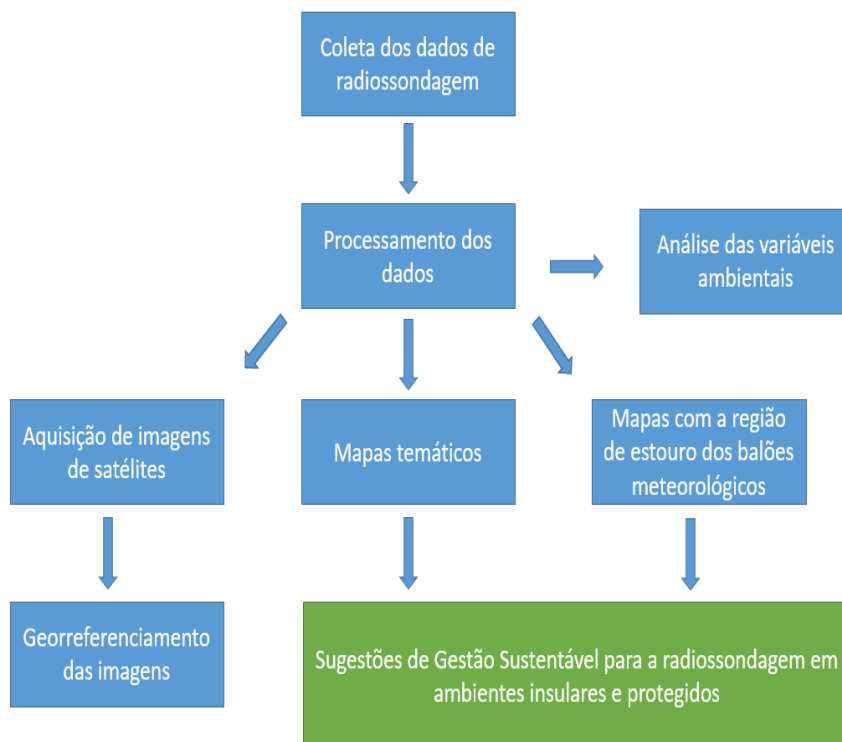 Coleta dos dados de
radiossondagem
Processamento dos
dados
Análise das variáveis
ambientais
Aquisição de imagens
de satélites
Mapas temáticos
Mapas com a região
de estouro dos balões
meteorológicos
Georreferenciamento
das imagens
Sugestões de Gestão Sustentável para a radiossondagem em
ambientes insulares e protegidos